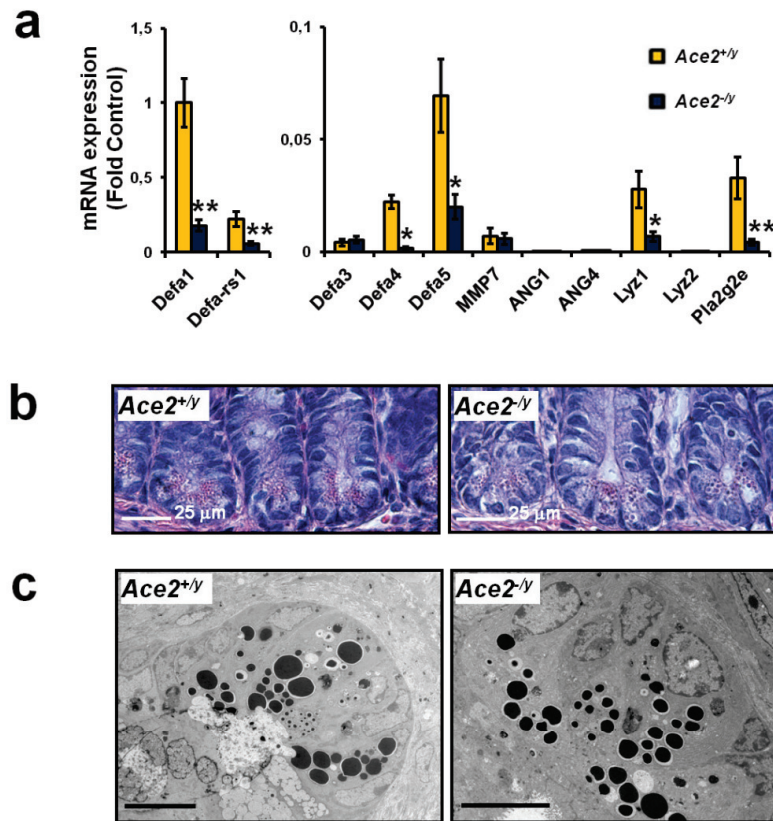 a
mRNA expression
(Fold Control)
1,5
1
0,5
0
**
**
Defa1
Defa-rs1
0,1
0,05
0
Ace2+/y
Ace2-/y
*
*
*
**
Defa3
Defa4
Defa5
MMP7
ANG1
ANG4
Lyz1
Lyz2
Pla2g2e
b
Ace2+/y
25 μm
Ace2-/y
25 μm
c
Ace2+/y
Ace2-/y